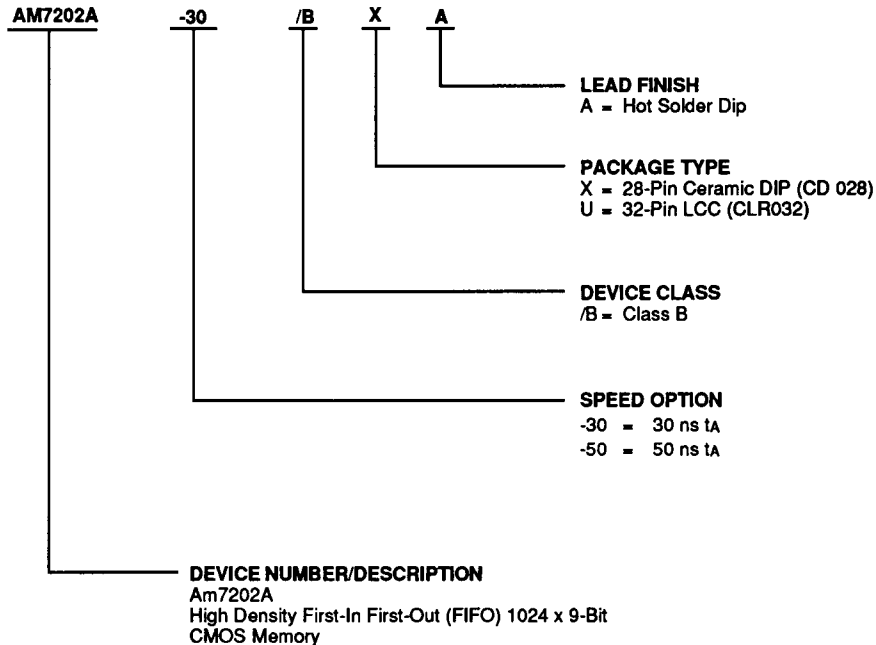 AM7202A -30 /B X A
LEAD FINISH
A = Hot Solder Dip
PACKAGE TYPE
X = 28-Pin Ceramic DIP (CD 028)
U = 32-Pin LCC (CLR032)
DEVICE CLASS
/B = Class B
SPEED OPTION
-30 = 30 ns tA
-50 = 50 ns tA
DEVICE NUMBER/DESCRIPTION
Am7202A
High Density First-In First-Out (FIFO) 1024 x 9-Bit
CMOS Memory